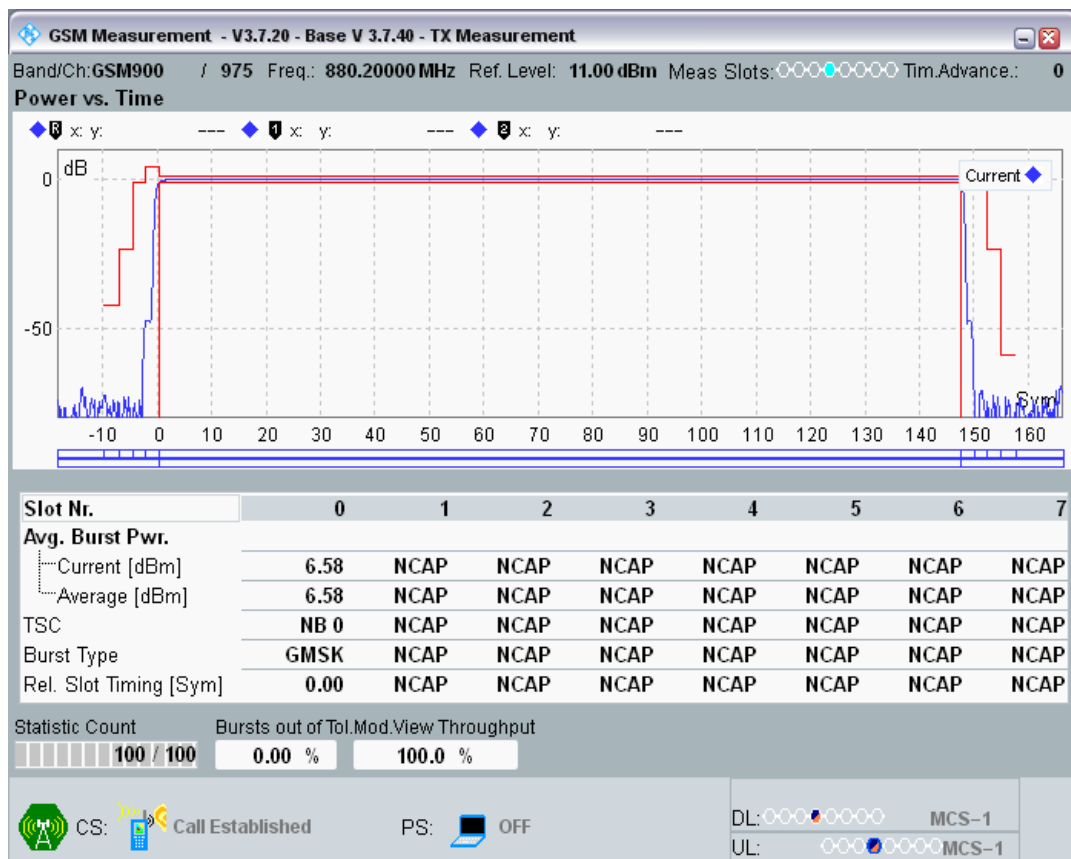 GSM Measurement - V3.7.20 - Base V 3.7.40 - TX Measurement
Band/Ch:GSM900 / 975 Freq.: 880.20000 MHz Ref. Level: 11.00 dBm Meas Slots: Tim.Advance.: 0
Power vs. Time
R x: y: --- 1 x: y: --- 2 x: y: ---
dB
Current
0
-50
Sym
-10 0 10 20 30 40 50 60 70 80 90 100 110 120 130 140 150 160
Slot Nr. 0 1 2 3 4 5 6 7
Avg. Burst Pwr.
Current [dBm] 6.58 NCAP NCAP NCAP NCAP NCAP NCAP NCAP
Average [dBm] 6.58 NCAP NCAP NCAP NCAP NCAP NCAP NCAP
TSC NB 0 NCAP NCAP NCAP NCAP NCAP NCAP NCAP
Burst Type GMSK NCAP NCAP NCAP NCAP NCAP NCAP NCAP
Rel. Slot Timing [Sym] 0.00 NCAP NCAP NCAP NCAP NCAP NCAP NCAP
Statistic Count Bursts out of Tol.Mod.View Throughput
100 / 100 0.00 % 100.0 %
CS: Call Established PS: OFF
DL: MCS-1
UL: MCS-1